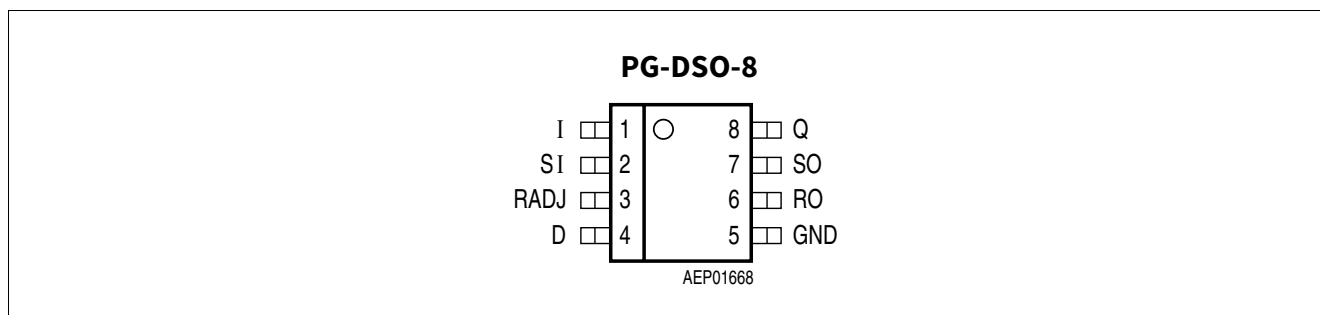 PG-DSO-8
I 1 8 Q
SI 2 7 SO
RADJ 3 6 RO
D 4 5 GND
AEP01668